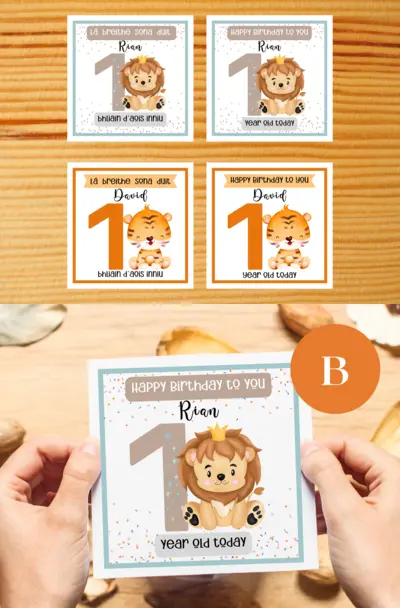 Lá breithe sona duit
Rian
1
bhliain d'aois inniu
Happy Birthday to you
Rian
1
year old today
Lá breithe sona duit
David
1
bhliain d'aois inniu
Happy Birthday to you
David
1
year old today
B
Happy Birthday to you
Rian
1
year old today